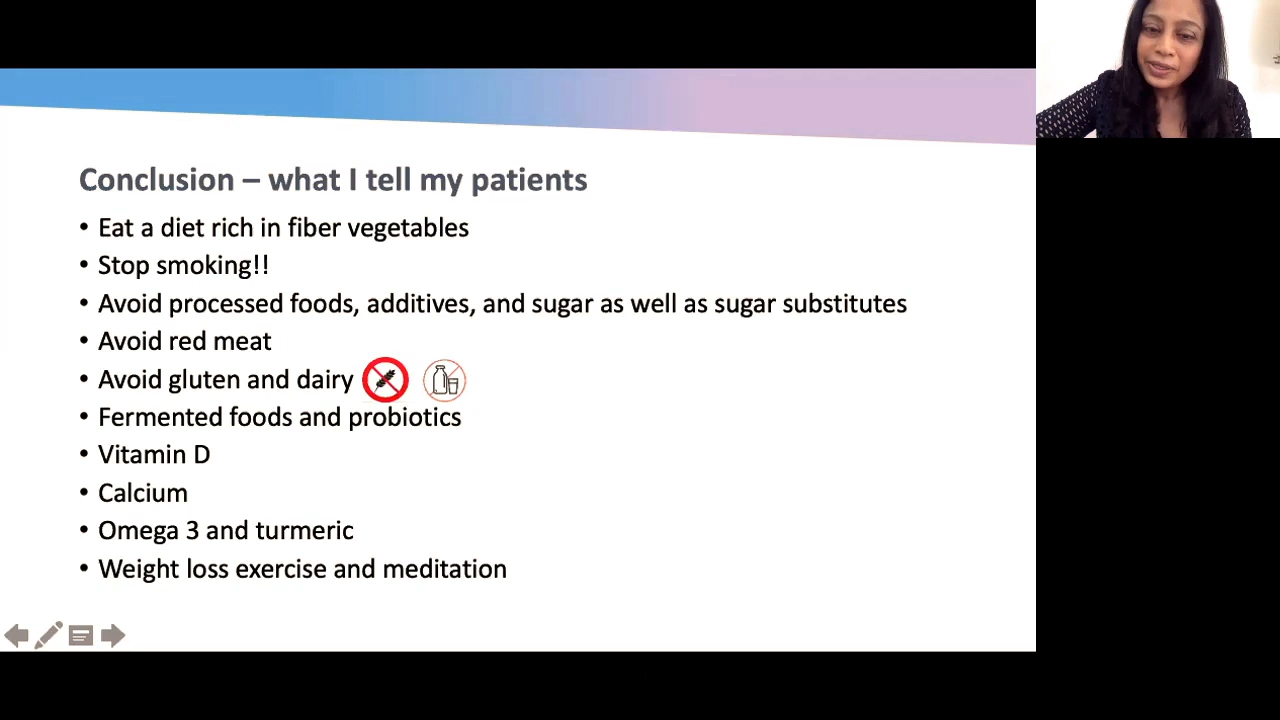 Conclusion – what I tell my patients
• Eat a diet rich in fiber vegetables
• Stop smoking!!
• Avoid processed foods, additives, and sugar as well as sugar substitutes
• Avoid red meat
• Avoid gluten and dairy
• Fermented foods and probiotics
• Vitamin D
• Calcium
• Omega 3 and turmeric
• Weight loss exercise and meditation